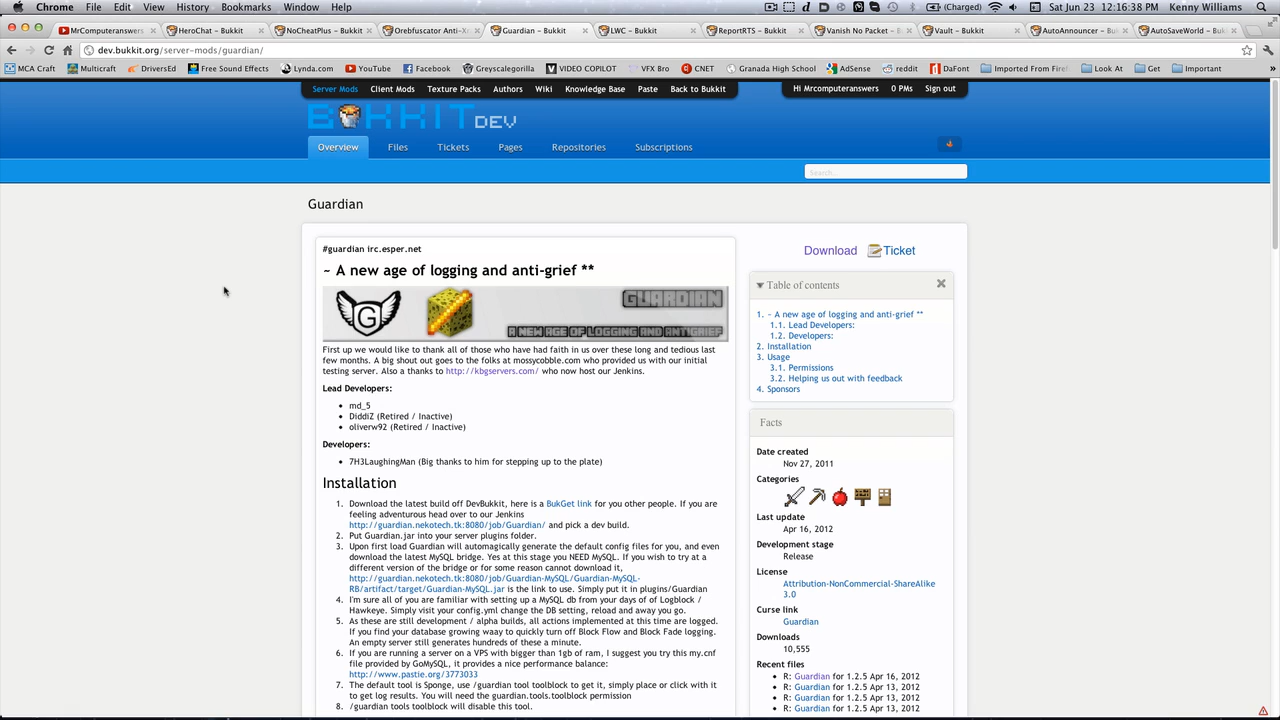 Chrome File Edit View History Bookmarks Window Help (Charged) Sat Jun 23 12:16:38 PM Kenny Williams
MrComputeranswers HeroChat - Bukkit NoCheatPlus - Bukkit Orebfuscator Anti-X Guardian - Bukkit LWC - Bukkit ReportRTS - Bukkit Vanish No Packet - B Vault - Bukkit AutoAnnouncer - Buk AutoSaveWorld - Buk
dev.bukkit.org/server-mods/guardian/
MCA Craft Multicraft DriversEd Free Sound Effects Lynda.com YouTube Facebook Greyscalegorilla VIDEO COPILOT VFX Bro CNET Granada High School AdSense reddit DaFont Imported From Firef Look At Get Important »
Server Mods Client Mods Texture Packs Authors Wiki Knowledge Base Paste Back to Bukkit Hi Mrcomputeranswers 0 PMs Sign out
BUKKIT DEV
Overview Files Tickets Pages Repositories Subscriptions
Search...
Guardian
#guardian irc.esper.net
~ A new age of logging and anti-grief **
GUARDIAN
A NEW AGE OF LOGGING AND ANTIGRIEF
First up we would like to thank all of those who have had faith in us over these long and tedious last
few months. A big shout out goes to the folks at mossycobble.com who provided us with our initial
testing server. Also a thanks to http://kbgservers.com/ who now host our Jenkins.
Lead Developers:
• md_5
• DiddiZ (Retired / Inactive)
• oliverw92 (Retired / Inactive)
Developers:
• 7H3LaughingMan (Big thanks to him for stepping up to the plate)
Installation
1. Download the latest build off DevBukkit, here is a BukGet link for you other people. If you are
feeling adventurous head over to our Jenkins
http://guardian.nekotech.tk:8080/job/Guardian/ and pick a dev build.
2. Put Guardian.jar into your server plugins folder.
3. Upon first load Guardian will automagically generate the default config files for you, and even
download the latest MySQL bridge. Yes at this stage you NEED MySQL. If you wish to try at a
different version of the bridge or for some reason cannot download it,
http://guardian.nekotech.tk:8080/job/Guardian-MySQL/Guardian-MySQL-
RB/artifact/target/Guardian-MySQL.jar is the link to use. Simply put it in plugins/Guardian
4. I'm sure all of you are familiar with setting up a MySQL db from your days of of Logblock /
Hawkeye. Simply visit your config.yml change the DB setting, reload and away you go.
5. As these are still development / alpha builds, all actions implemented at this time are logged.
If you find your database growing waay to quickly turn off Block Flow and Block Fade logging.
An empty server still generates hundreds of these a minute.
6. If you are running a server on a VPS with bigger than 1gb of ram, I suggest you try this my.cnf
file provided by GoMySQL, it provides a nice performance balance:
http://www.pastie.org/3773033
7. The default tool is Sponge, use /guardian tool toolblock to get it, simply place or click with it
to get log results. You will need the guardian.tools.toolblock permission
8. /guardian tools toolblock will disable this tool.
Download Ticket
Table of contents
1. ~ A new age of logging and anti-grief **
1.1. Lead Developers:
1.2. Developers:
2. Installation
3. Usage
3.1. Permissions
3.2. Helping us out with feedback
4. Sponsors
Facts
Date created
Nov 27, 2011
Categories
Last update
Apr 16, 2012
Development stage
Release
License
Attribution-NonCommercial-ShareAlike
3.0
Curse link
Guardian
Downloads
10,555
Recent files
• R: Guardian for 1.2.5 Apr 16, 2012
• R: Guardian for 1.2.5 Apr 13, 2012
• R: Guardian for 1.2.5 Apr 13, 2012
• R: Guardian for 1.2.5 Apr 09, 2012